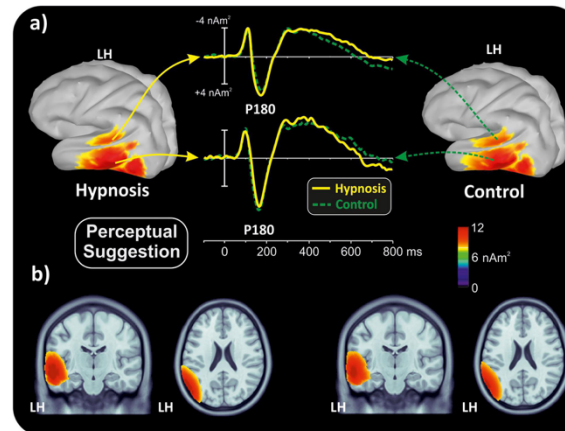 a)
LH
-4 nAm²
+4 nAm²
P180
LH
Hypnosis
Control
Hypnosis
Control
Perceptual
Suggestion
P180
0 200 400 600 800 ms
12
6 nAm²
0
b)
LH
LH
LH
LH